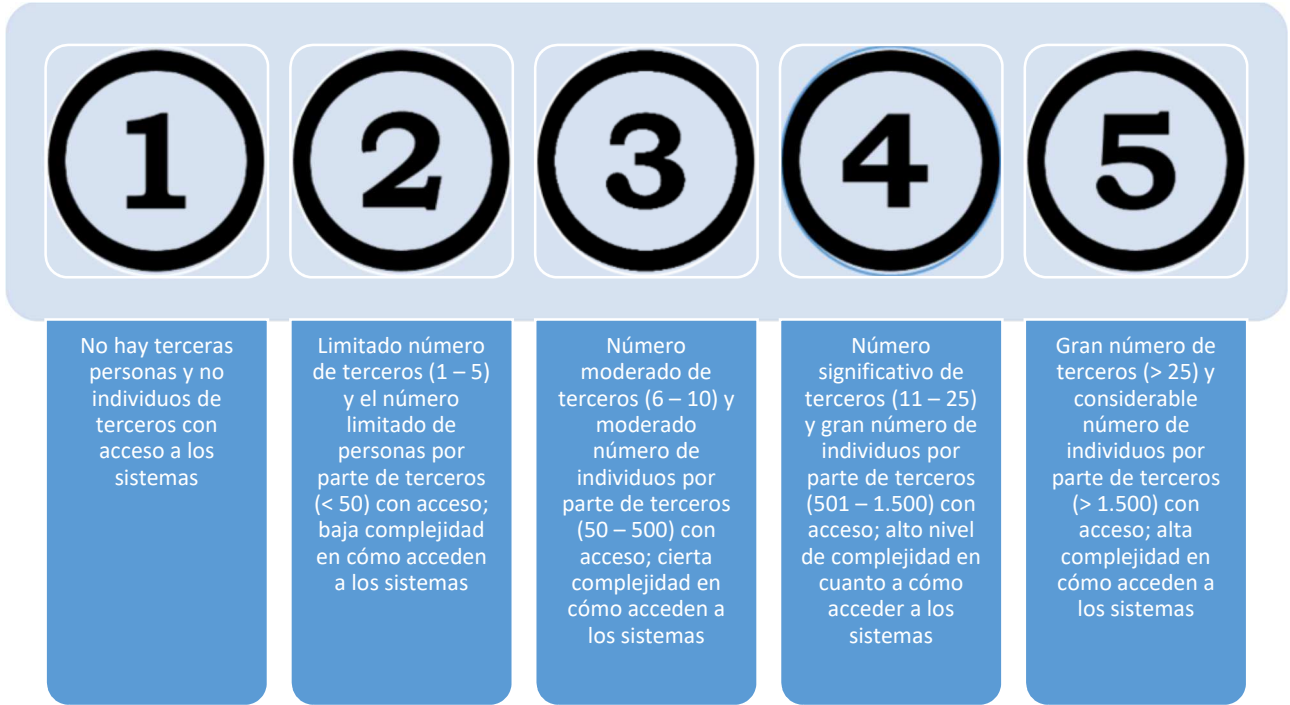 1
2
3
4
5
No hay terceras
personas y no
individuos de
terceros con
acceso a los
sistemas
Limitado número
de terceros (1 – 5)
y el número
limitado de
personas por
parte de terceros
(< 50) con acceso;
baja complejidad
en cómo acceden
a los sistemas
Número
moderado de
terceros (6 – 10) y
moderado
número de
individuos por
parte de terceros
(50 – 500) con
acceso; cierta
complejidad en
cómo acceden a
los sistemas
Número
significativo de
terceros (11 – 25)
y gran número de
individuos por
parte de terceros
(501 – 1.500) con
acceso; alto nivel
de complejidad en
cuanto a cómo
acceder a los
sistemas
Gran número de
terceros (> 25) y
considerable
número de
individuos por
parte de terceros
(> 1.500) con
acceso; alta
complejidad en
cómo acceden a
los sistemas